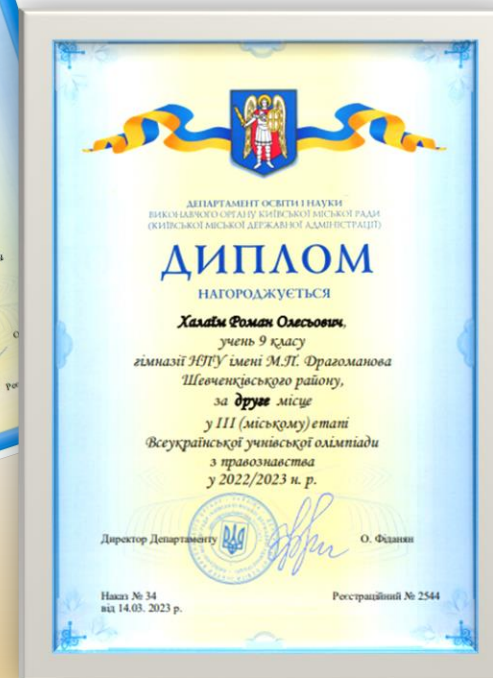 ДЕПАРТАМЕНТ ОСВІТИ І НАУКИ
ВИКОНАВЧОГО ОРГАНУ КИЇВСЬКОЇ МІСЬКОЇ РАДИ
(КИЇВСЬКОЇ МІСЬКОЇ ДЕРЖАВНОЇ АДМІНІСТРАЦІЇ)
ДИПЛОМ
НАГОРОДЖУЄТЬСЯ
Халаїм Роман Олесьович,
учень 9 класу
гімназії НПУ імені М.П. Драгоманова
Шевченківського району,
за друге місце
у ІІІ (міському) етапі
Всеукраїнської учнівської олімпіади
з правознавства
у 2022/2023 н. р.
Директор Департаменту О. Фіданян
Наказ № 34 Реєстраційний № 2544
від 14.03. 2023 р.